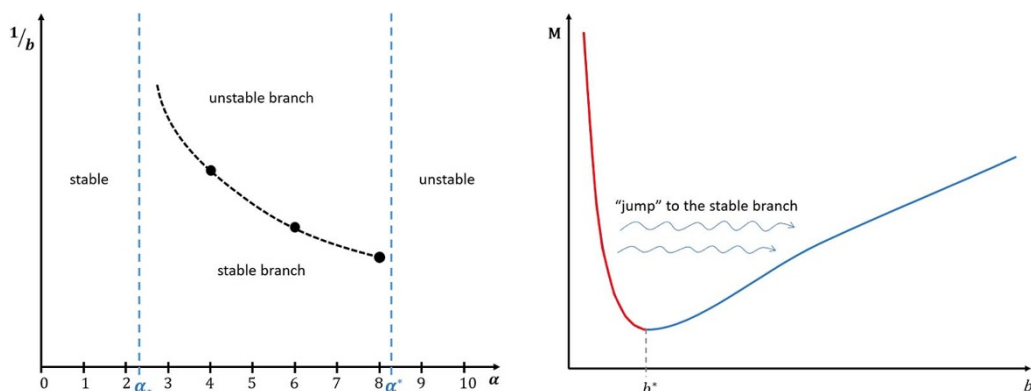 1/b
unstable branch
stable
unstable
stable branch
0 1 2 3 4 5 6 7 8 9 10 α
α*
M
"jump" to the stable branch
b*
b